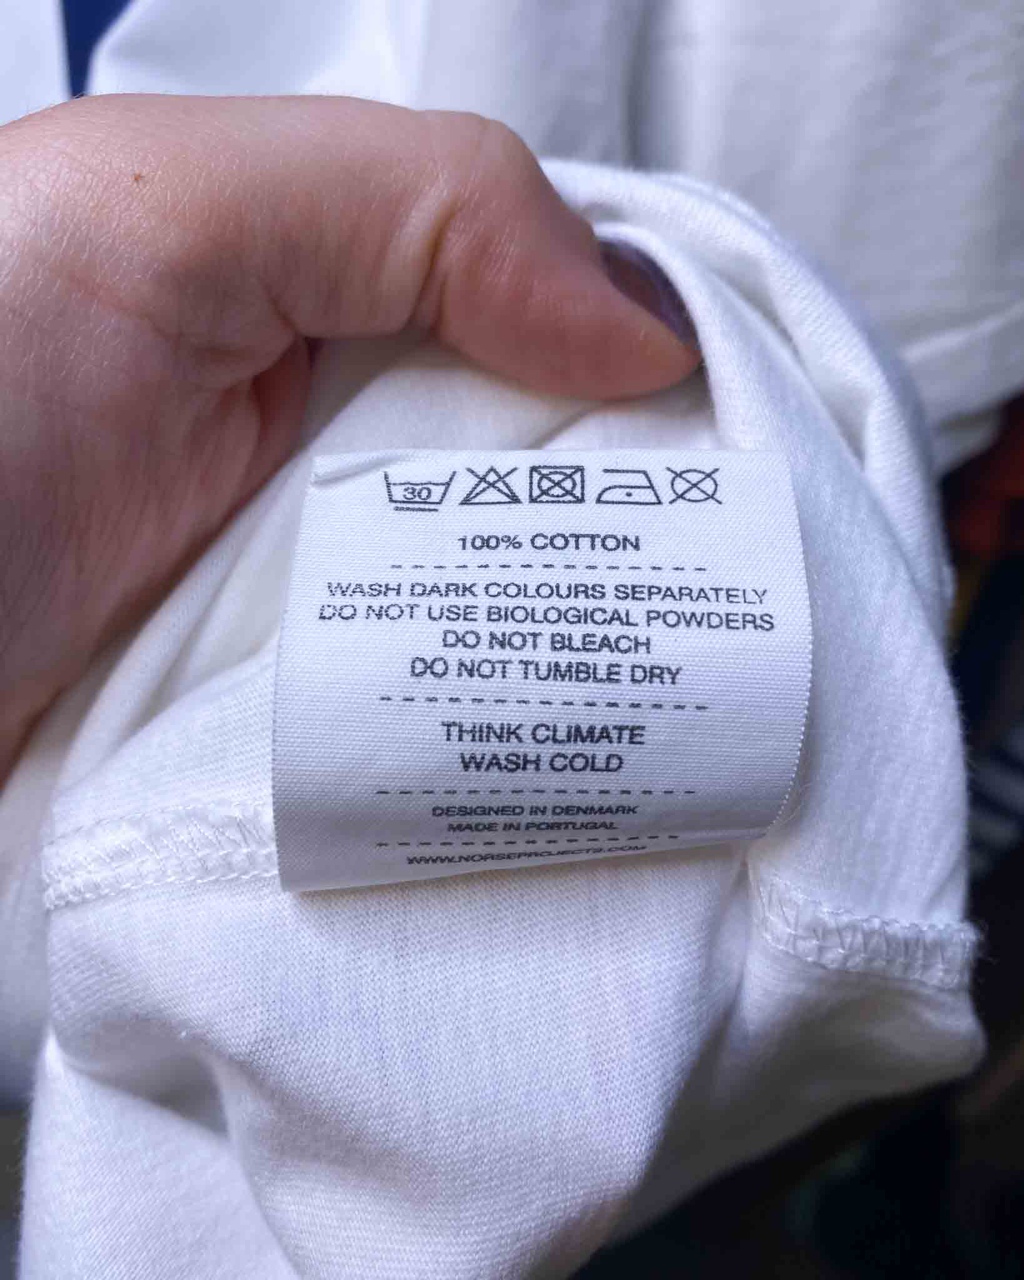 30
100% COTTON
WASH DARK COLOURS SEPARATELY
DO NOT USE BIOLOGICAL POWDERS
DO NOT BLEACH
DO NOT TUMBLE DRY
THINK CLIMATE
WASH COLD
DESIGNED IN DENMARK
MADE IN PORTUGAL
WWW.NORSEPROJECTS.COM